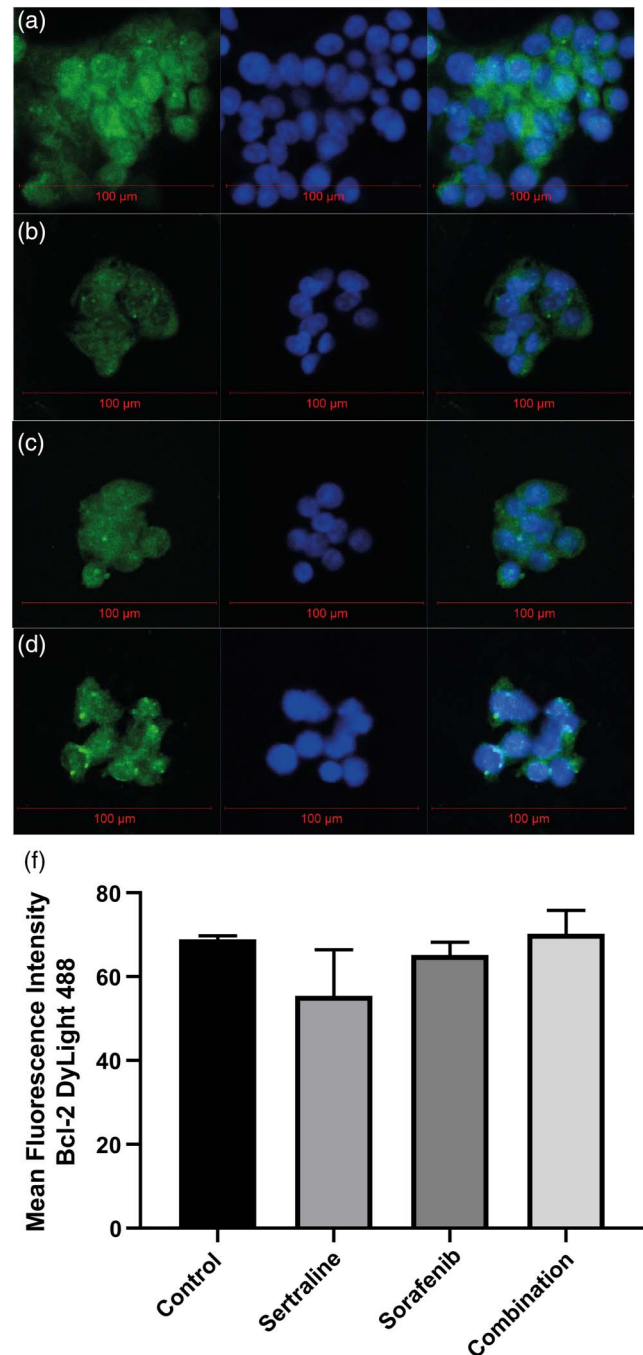 (a)
100 µm 100 µm 100 µm
(b)
100 µm 100 µm 100 µm
(c)
100 µm 100 µm 100 µm
(d)
100 µm 100 µm 100 µm
(f)
Mean Fluorescence Intensity
Bcl-2 DyLight 488
80
60
40
20
0
Control
Sertraline
Sorafenib
Combination